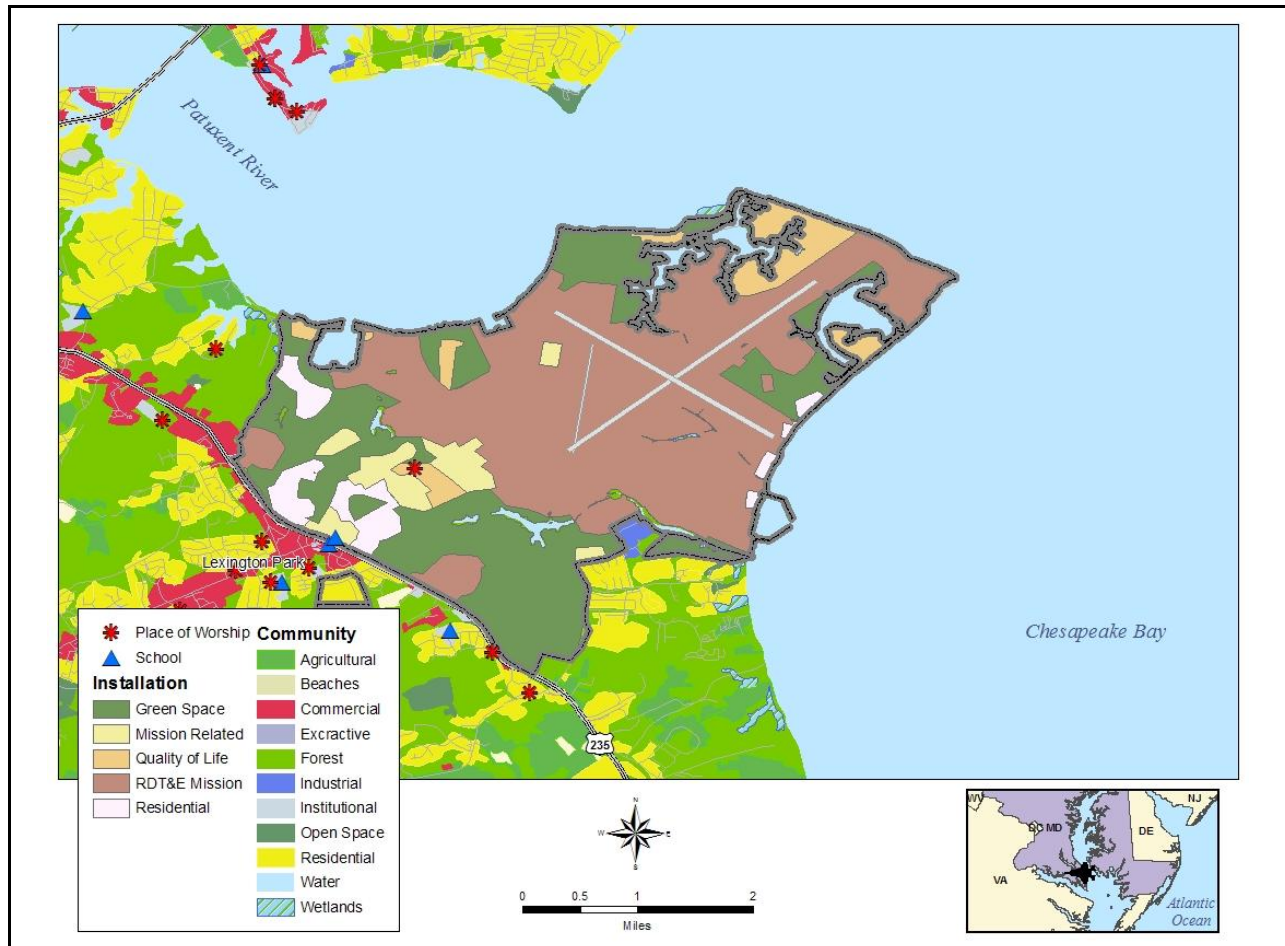 Patuxent River
Chesapeake Bay
Lexington Park
235
Place of Worship
School
Installation
Green Space
Mission Related
Quality of Life
RDT&E Mission
Residential
Community
Agricultural
Beaches
Commercial
Excractive
Forest
Industrial
Institutional
Open Space
Residential
Water
Wetlands
N
W
E
S
0 0.5 1 2
Miles
WV
DC MD
NJ
DE
VA
Atlantic
Ocean